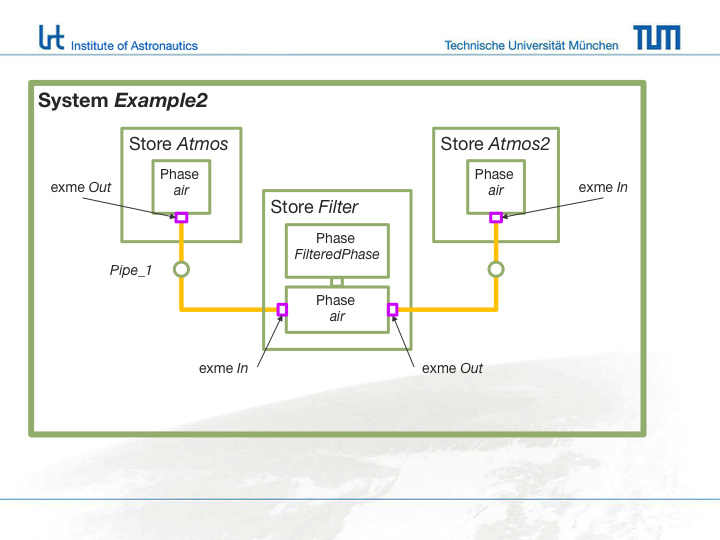 lrt Institute of Astronautics
Technische Universität München TUM
System Example2
Store Atmos
Phase
air
exme Out
Pipe_1
Store Filter
Phase
FilteredPhase
Phase
air
exme In
exme Out
Store Atmos2
Phase
air
exme In